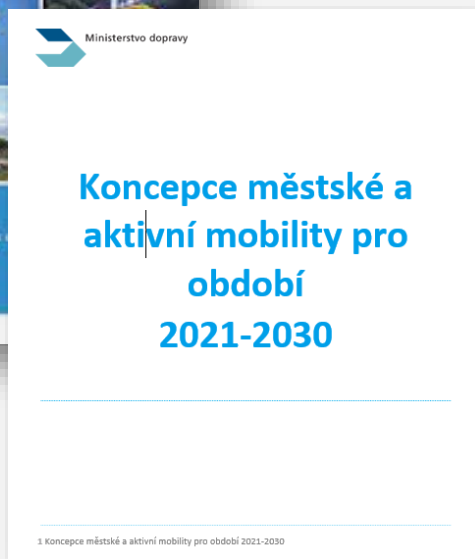 Ministerstvo dopravy
Koncepce městské a
aktivní mobility pro
období
2021-2030
1 Koncepce městské a aktivní mobility pro období 2021-2030